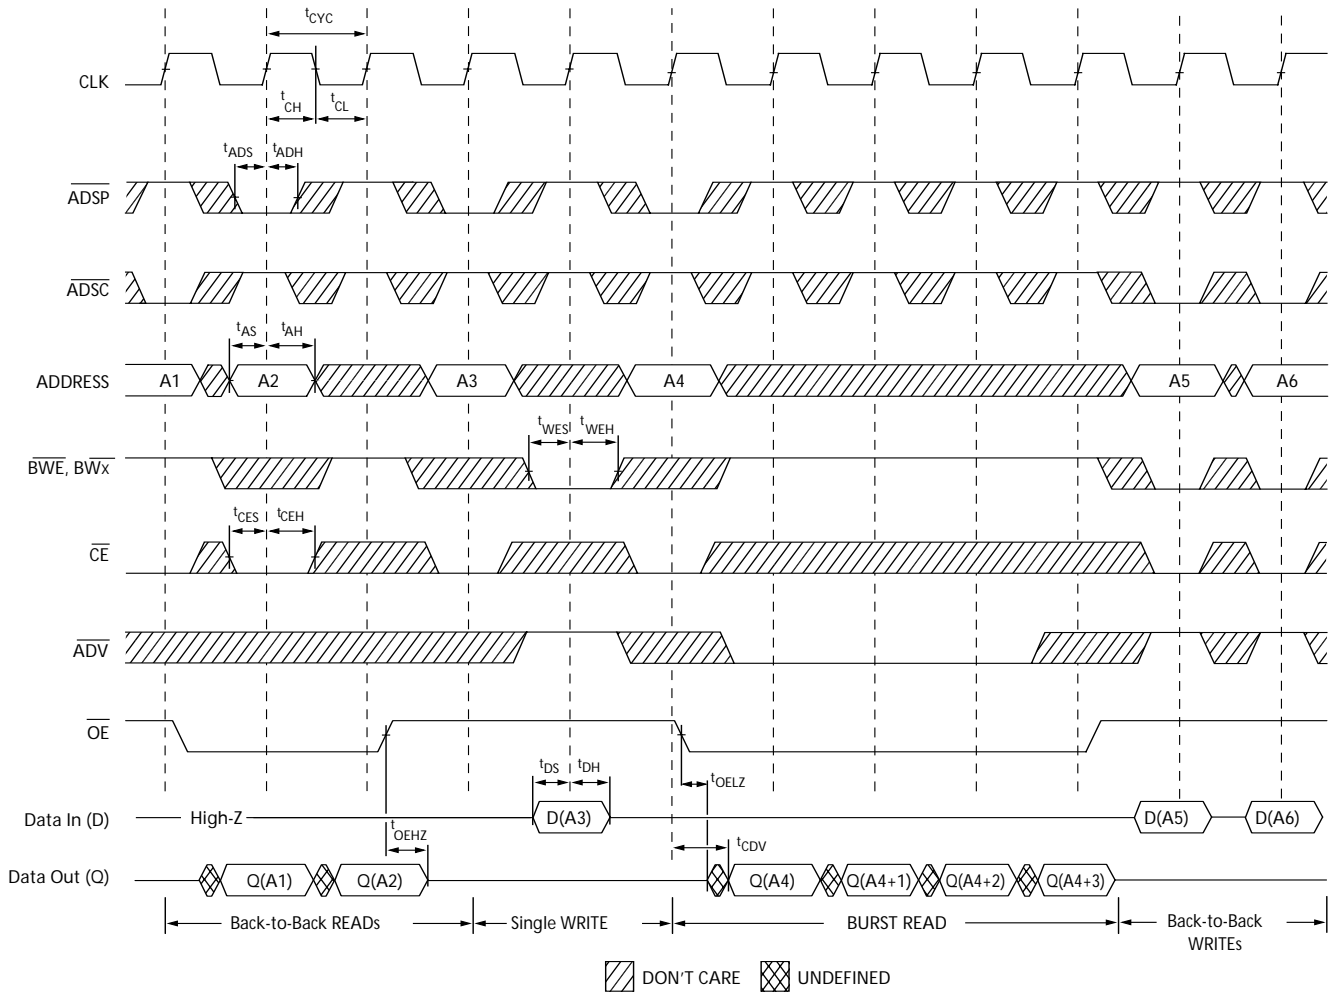 tCYC
CLK
tCH
tCL
tADS
tADH
ADSP
ADSC
tAS
tAH
ADDRESS
A1
A2
A3
A4
A5
A6
tWES
tWEH
BWE, BWx
tCES
tCEH
CE
ADV
OE
tDS
tDH
tOELZ
Data In (D)
High-Z
D(A3)
D(A5)
D(A6)
tOEHZ
tCDV
Data Out (Q)
Q(A1)
Q(A2)
Q(A4)
Q(A4+1)
Q(A4+2)
Q(A4+3)
Back-to-Back READs
Single WRITE
BURST READ
Back-to-Back
WRITEs
DON'T CARE
UNDEFINED